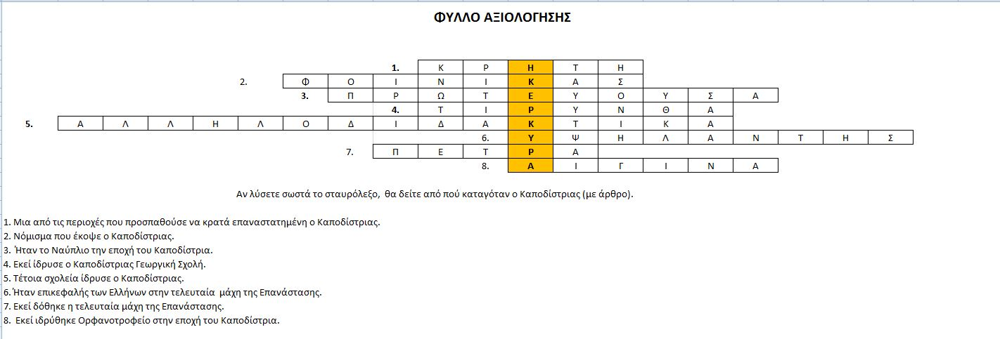 ΦΥΛΛΟ ΑΞΙΟΛΟΓΗΣΗΣ
1. Κ Ρ Η Τ Η
2. Φ Ο Ι Ν Ι Κ Α Σ
3. Π Ρ Ω Τ Ε Υ Ο Υ Σ Α
4. Τ Ι Ρ Υ Ν Θ Α
5. Α Λ Λ Η Λ Ο Δ Ι Δ Α Κ Τ Ι Κ Α
6. Υ Ψ Η Λ Α Ν Τ Η Σ
7. Π Ε Τ Ρ Α
8. Α Ι Γ Ι Ν Α
Αν λύσετε σωστά το σταυρόλεξο, θα δείτε από πού καταγόταν ο Καποδίστριας (με άρθρο).
1. Μια από τις περιοχές που προσπαθούσε να κρατά επαναστατημένη ο Καποδίστριας.
2. Νόμισμα που έκοψε ο Καποδίστριας.
3. Ήταν το Ναύπλιο την εποχή του Καποδίστρια.
4. Εκεί ίδρυσε ο Καποδίστριας Γεωργική Σχολή.
5. Τέτοια σχολεία ίδρυσε ο Καποδίστριας.
6. Ήταν επικεφαλής των Ελλήνων στην τελευταία μάχη της Επανάστασης.
7. Εκεί δόθηκε η τελευταία μάχη της Επανάστασης.
8. Εκεί ιδρύθηκε Ορφανοτροφείο στην εποχή του Καποδίστρια.